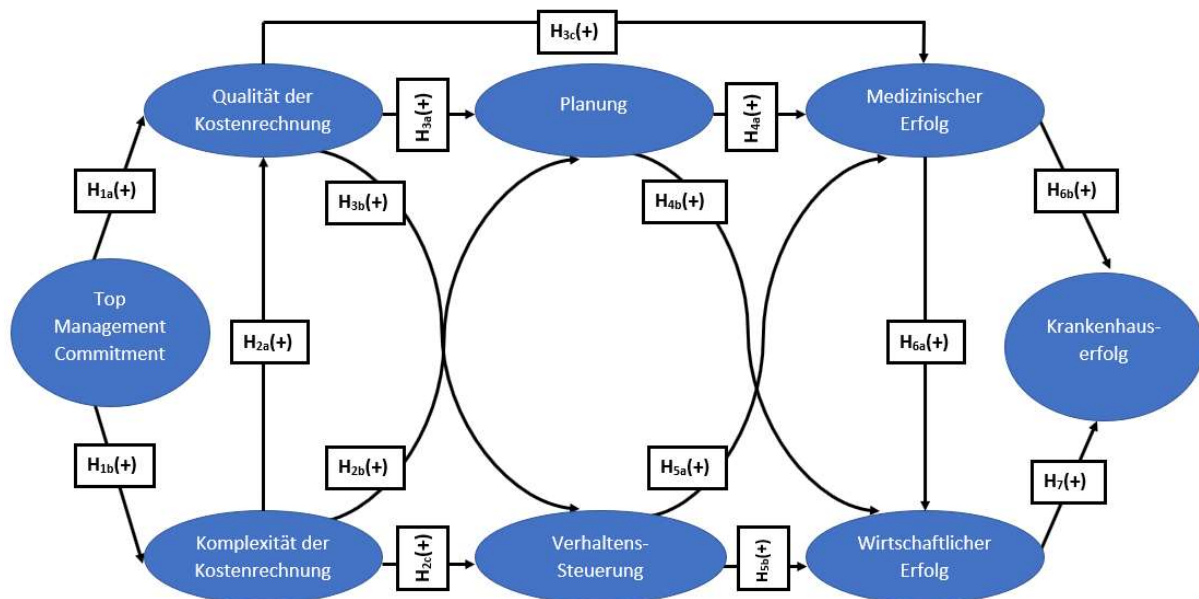 H3c(+)
Qualität der
Kostenrechnung
H3a(+)
Planung
H4a(+)
Medizinischer
Erfolg
H1a(+)
H3b(+)
H4b(+)
H6b(+)
Top
Management
Commitment
H2a(+)
H6a(+)
Krankenhaus-
erfolg
H1b(+)
H2b(+)
H5a(+)
H7(+)
Komplexität der
Kostenrechnung
H2c(+)
Verhaltens-
Steuerung
H5b(+)
Wirtschaftlicher
Erfolg